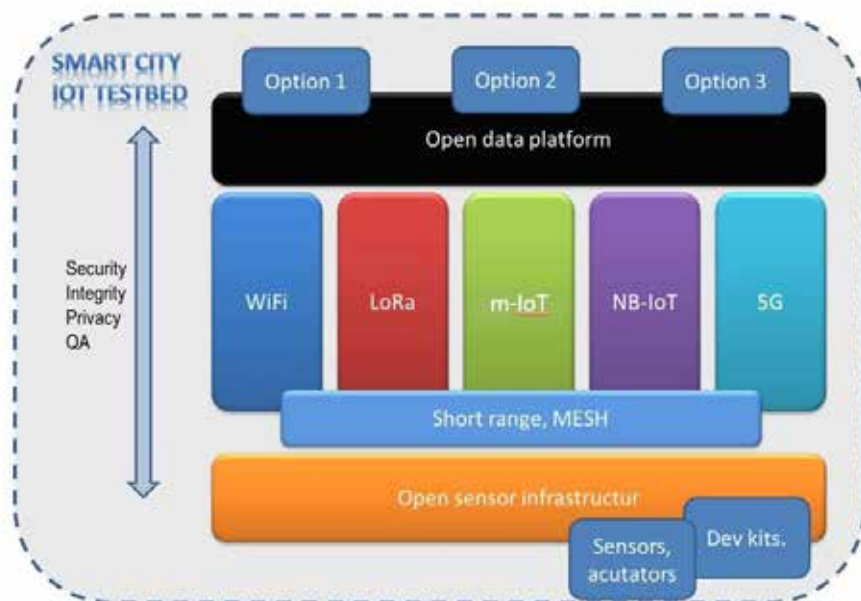 SMART CITY
IOT TESTBED
Option 1
Option 2
Option 3
Open data platform
Security
Integrity
Privacy
QA
WiFi
LoRa
m-IoT
NB-IoT
5G
Short range, MESH
Open sensor infrastructur
Sensors,
acutators
Dev kits.